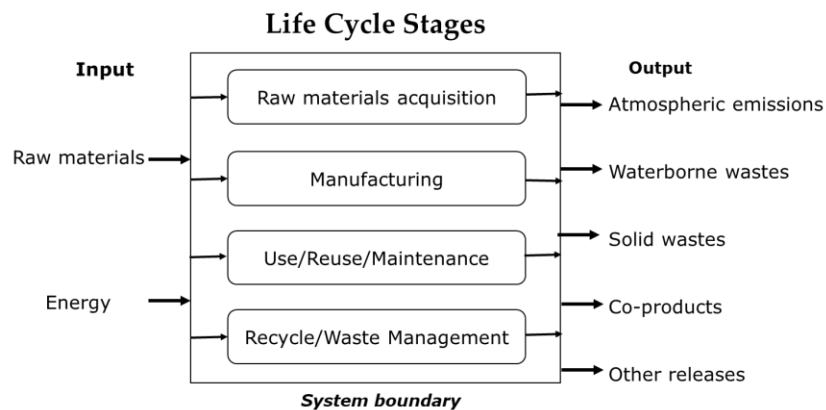 Life Cycle Stages
Input
Output
Raw materials acquisition
Atmospheric emissions
Raw materials
Manufacturing
Waterborne wastes
Solid wastes
Use/Reuse/Maintenance
Energy
Co-products
Recycle/Waste Management
Other releases
System boundary